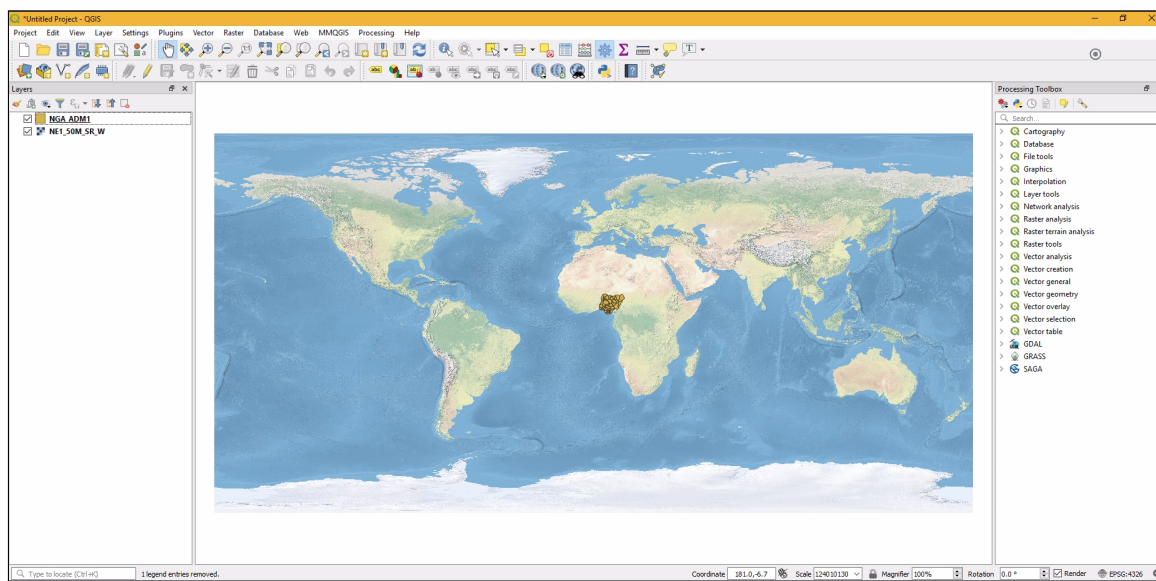 *Untitled Project - QGIS
Project Edit View Layer Settings Plugins Vector Raster Database Web MMQGIS Processing Help
Layers
NGA_ADM1
NE1_50M_SR_W
Processing Toolbox
Search...
Cartography
Database
File tools
Graphics
Interpolation
Layer tools
Network analysis
Raster analysis
Raster terrain analysis
Raster tools
Vector analysis
Vector creation
Vector general
Vector geometry
Vector overlay
Vector selection
Vector table
GDAL
GRASS
SAGA
Type to locate (Ctrl+K) 1 legend entries removed. Coordinate 181.0,-6.7 Scale 124010130 Magnifier 100% Rotation 0.0 ° Render EPSG:4326